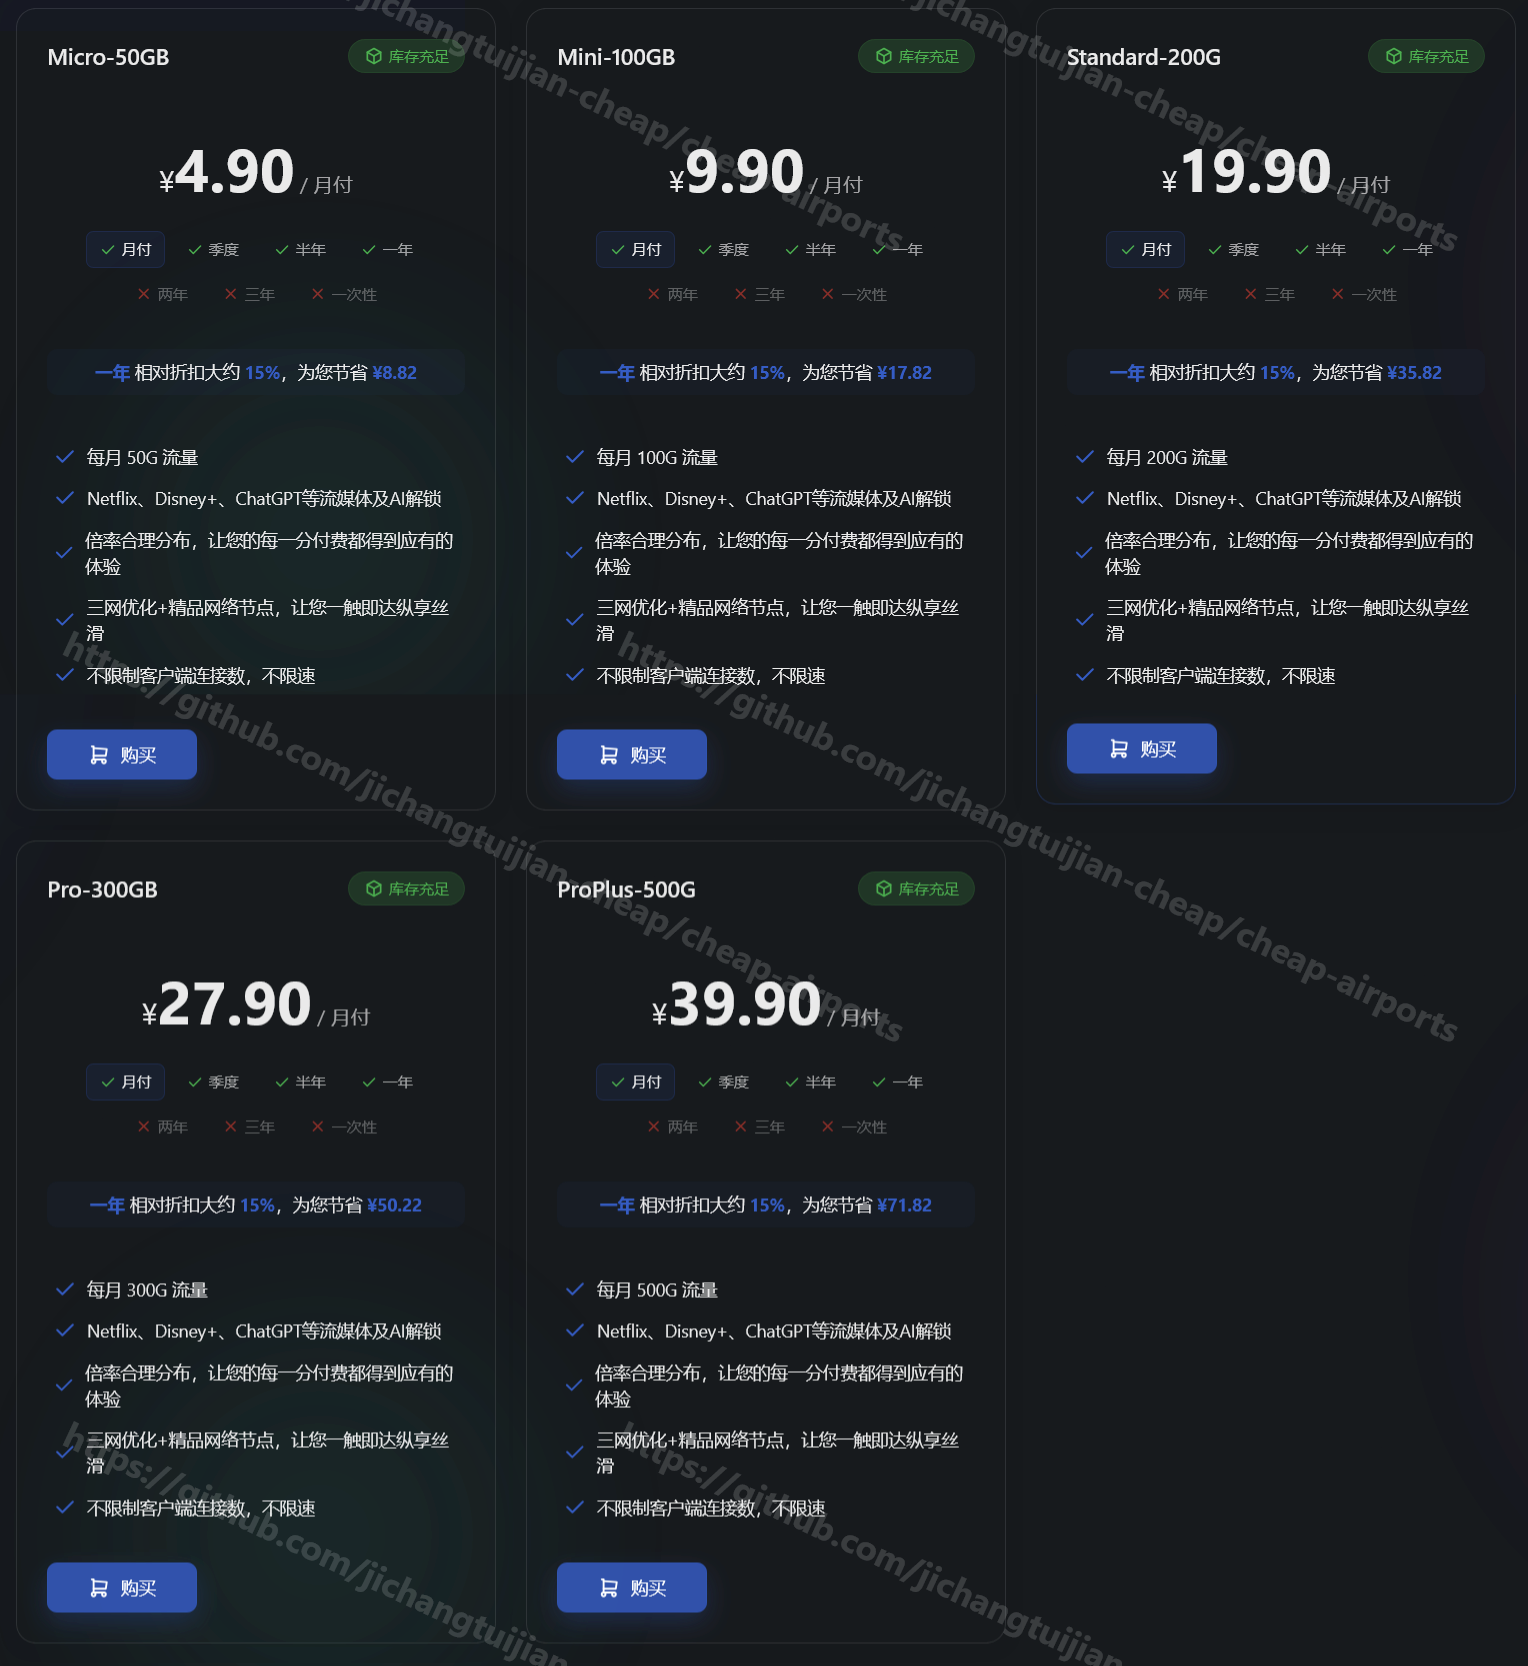 Micro-50GB
库存充足
¥4.90 / 月付
月付 季度 半年 一年
两年 三年 一次性
一年 相对折扣大约 15%，为您节省 ¥8.82
每月 50G 流量
Netflix、Disney+、ChatGPT等流媒体及AI解锁
倍率合理分布，让您的每一分付费都得到应有的
体验
三网优化+精品网络节点，让您一触即达纵享丝
滑
不限制客户端连接数，不限速
购买
Mini-100GB
库存充足
¥9.90 / 月付
月付 季度 半年 一年
两年 三年 一次性
一年 相对折扣大约 15%，为您节省 ¥17.82
每月 100G 流量
Netflix、Disney+、ChatGPT等流媒体及AI解锁
倍率合理分布，让您的每一分付费都得到应有的
体验
三网优化+精品网络节点，让您一触即达纵享丝
滑
不限制客户端连接数，不限速
购买
Standard-200G
库存充足
¥19.90 / 月付
月付 季度 半年 一年
两年 三年 一次性
一年 相对折扣大约 15%，为您节省 ¥35.82
每月 200G 流量
Netflix、Disney+、ChatGPT等流媒体及AI解锁
倍率合理分布，让您的每一分付费都得到应有的
体验
三网优化+精品网络节点，让您一触即达纵享丝
滑
不限制客户端连接数，不限速
购买
Pro-300GB
库存充足
¥27.90 / 月付
月付 季度 半年 一年
两年 三年 一次性
一年 相对折扣大约 15%，为您节省 ¥50.22
每月 300G 流量
Netflix、Disney+、ChatGPT等流媒体及AI解锁
倍率合理分布，让您的每一分付费都得到应有的
体验
三网优化+精品网络节点，让您一触即达纵享丝
滑
不限制客户端连接数，不限速
购买
ProPlus-500G
库存充足
¥39.90 / 月付
月付 季度 半年 一年
两年 三年 一次性
一年 相对折扣大约 15%，为您节省 ¥71.82
每月 500G 流量
Netflix、Disney+、ChatGPT等流媒体及AI解锁
倍率合理分布，让您的每一分付费都得到应有的
体验
三网优化+精品网络节点，让您一触即达纵享丝
滑
不限制客户端连接数，不限速
购买
jichangtuijian-cheap/cheap-airports
jichangtuijian-cheap/cheap-airports
https://github.com/jichangtuijian-cheap/cheap-airports
https://github.com/jichangtuijian-cheap/cheap-airports
https://github.com/jichangtuijian
https://github.com/jichangtuijian